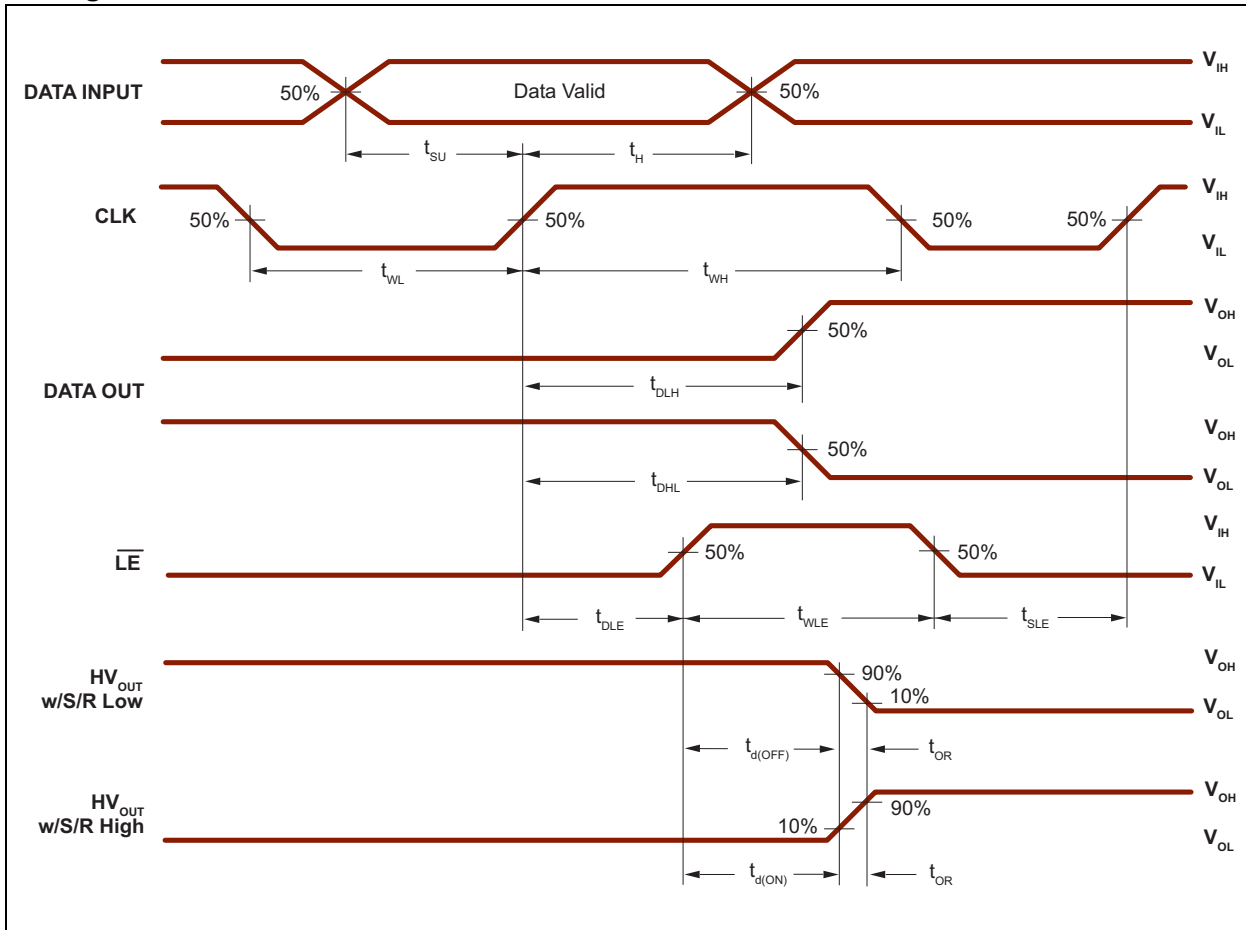 DATA INPUT
50%
Data Valid
50%
V_IH
V_IL
t_SU
t_H
CLK
50%
50%
50%
50%
V_IH
V_IL
t_WL
t_WH
DATA OUT
50%
V_OH
V_OL
t_DLH
50%
V_OH
V_OL
t_DHL
L̅E̅
50%
50%
V_IH
V_IL
t_DLE
t_WLE
t_SLE
HV_OUT
w/S/R Low
90%
10%
V_OH
V_OL
t_d(OFF)
t_OR
HV_OUT
w/S/R High
10%
90%
V_OH
V_OL
t_d(ON)
t_OR